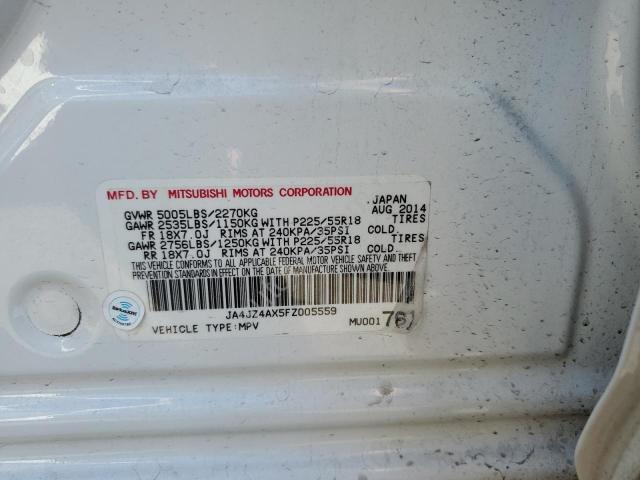 MFD. BY MITSUBISHI MOTORS CORPORATION JAPAN
GVWR 5005LBS/2270KG AUG 2014
GAWR 2535LBS/1150KG WITH P225/55R18 TIRES
FR 18X7.0J RIMS AT 240KPA/35PSI COLD.
GAWR 2756LBS/1250KG WITH P225/55R18 TIRES
RR 18X7.0J RIMS AT 240KPA/35PSI COLD.
THIS VEHICLE CONFORMS TO ALL APPLICABLE FEDERAL MOTOR VEHICLE SAFETY AND THEFT
PREVENTION STANDARDS IN EFFECT ON THE DATE OF MANUFACTURE SHOWN ABOVE.
JA4JZ4AX5FZ005559
VEHICLE TYPE:MPV MU001 761